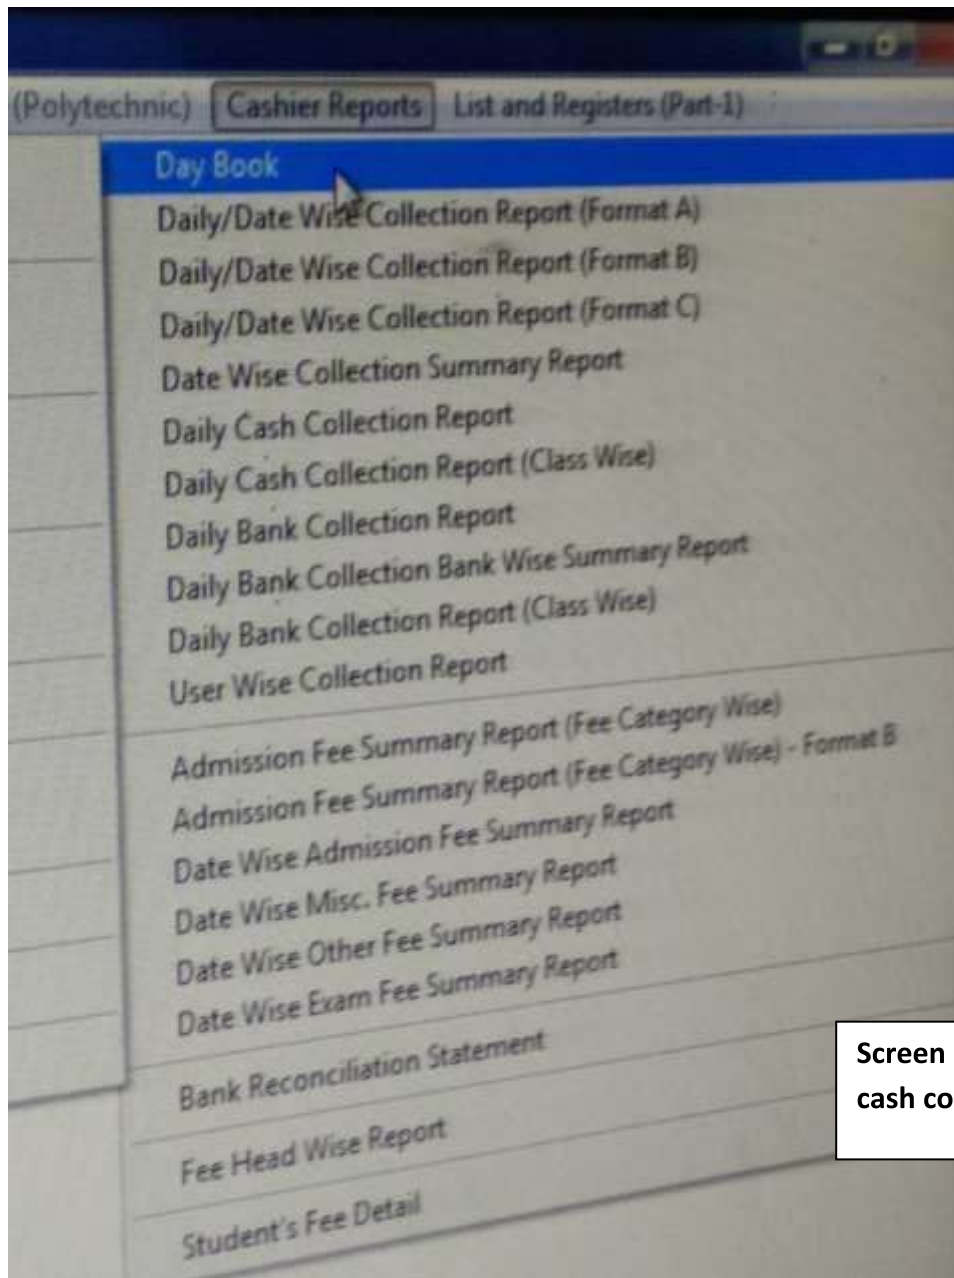 (Polytechnic) Cashier Reports List and Registers (Part-1)
Day Book
Daily/Date Wise Collection Report (Format A)
Daily/Date Wise Collection Report (Format B)
Daily/Date Wise Collection Report (Format C)
Date Wise Collection Summary Report
Daily Cash Collection Report
Daily Cash Collection Report (Class Wise)
Daily Bank Collection Report
Daily Bank Collection Bank Wise Summary Report
Daily Bank Collection Report (Class Wise)
User Wise Collection Report
Admission Fee Summary Report (Fee Category Wise)
Admission Fee Summary Report (Fee Category Wise) - Format B
Date Wise Admission Fee Summary Report
Date Wise Misc. Fee Summary Report
Date Wise Other Fee Summary Report
Date Wise Exam Fee Summary Report
Bank Reconciliation Statement
Fee Head Wise Report
Student's Fee Detail
Screen
cash co